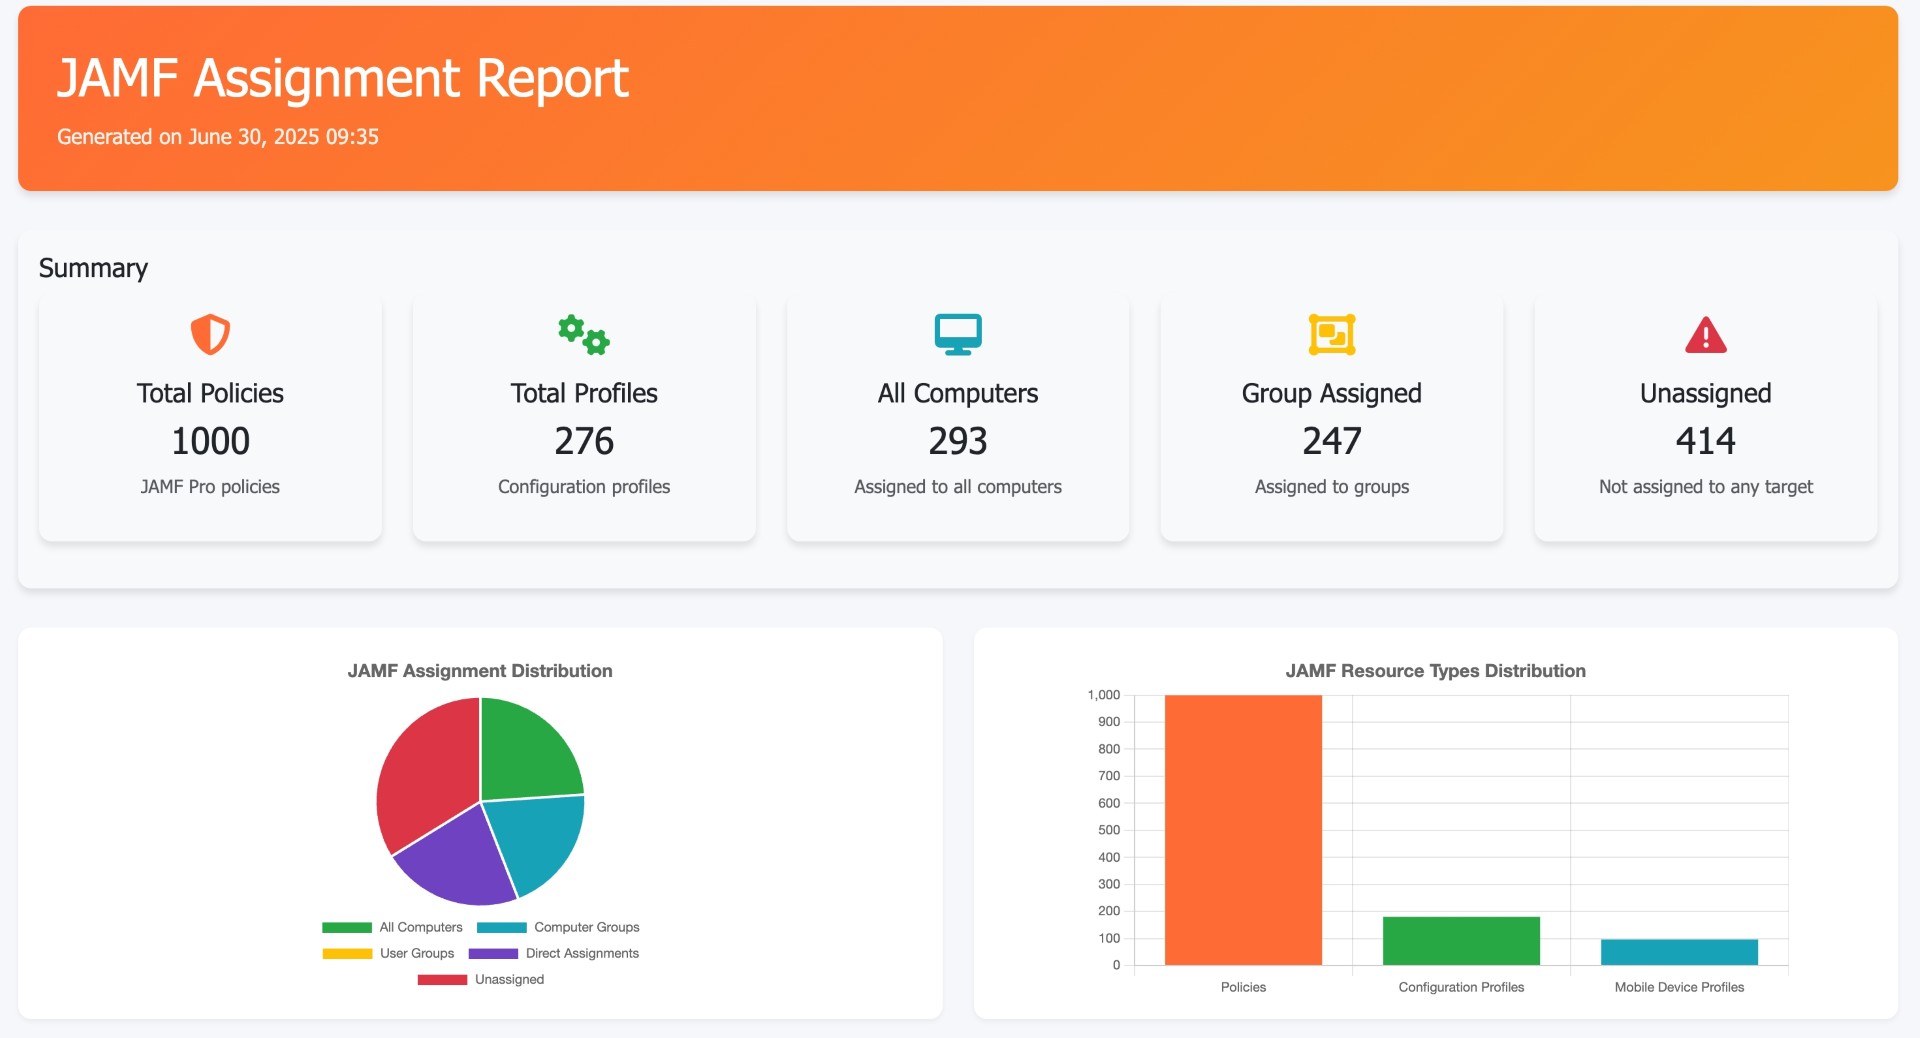 JAMF Assignment Report
Generated on June 30, 2025 09:35
Summary
Total Policies
1000
JAMF Pro policies
Total Profiles
276
Configuration profiles
All Computers
293
Assigned to all computers
Group Assigned
247
Assigned to groups
Unassigned
414
Not assigned to any target
JAMF Assignment Distribution
All Computers
Computer Groups
User Groups
Direct Assignments
Unassigned
JAMF Resource Types Distribution
1,000
900
800
700
600
500
400
300
200
100
0
Policies
Configuration Profiles
Mobile Device Profiles